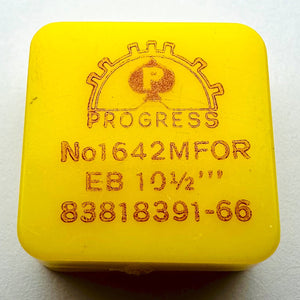 P
PROGRESS
No1642MFOR
EB 10½'''
83818391-66